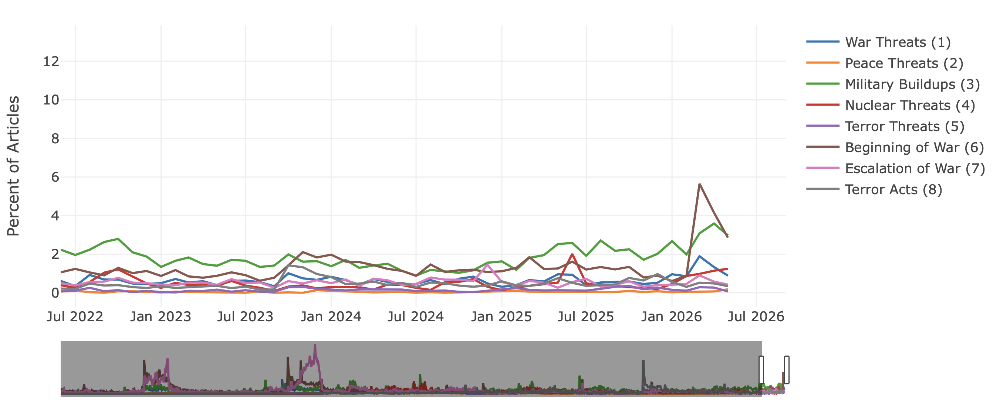 Percent of Articles
12
10
8
6
4
2
0
Jul 2022
Jan 2023
Jul 2023
Jan 2024
Jul 2024
Jan 2025
Jul 2025
Jan 2026
Jul 2026
War Threats (1)
Peace Threats (2)
Military Buildups (3)
Nuclear Threats (4)
Terror Threats (5)
Beginning of War (6)
Escalation of War (7)
Terror Acts (8)